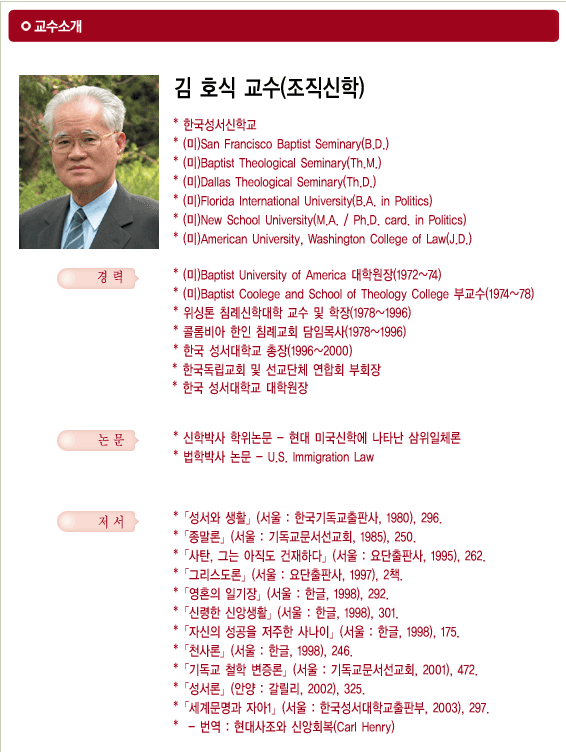 교수소개
김 호식 교수(조직신학)
* 한국성서신학교
* (미)San Francisco Baptist Seminary(B.D.)
* (미)Baptist Theological Seminary(Th.M.)
* (미)Dallas Theological Seminary(Th.D.)
* (미)Florida International University(B.A. in Politics)
* (미)New School University(M.A. / Ph.D. card. in Politics)
* (미)American University, Washington College of Law(J.D.)
경 력
* (미)Baptist University of America 대학원장(1972~74)
* (미)Baptist Coolege and School of Theology College 부교수(1974~78)
* 위싱톤 침례신학대학 교수 및 학장(1978~1996)
* 콜롬비아 한인 침례교회 담임목사(1978~1996)
* 한국 성서대학교 총장(1996~2000)
* 한국독립교회 및 선교단체 연합회 부회장
* 한국 성서대학교 대학원장
논 문
* 신학박사 학위논문 - 현대 미국신학에 나타난 삼위일체론
* 법학박사 논문 - U.S. Immigration Law
저 서
*「성서와 생활」(서울 : 한국기독교출판사, 1980), 296.
*「종말론」(서울 : 기독교문서선교회, 1985), 250.
*「사탄, 그는 아직도 건재하다」(서울 : 요단출판사, 1995), 262.
*「그리스도론」(서울 : 요단출판사, 1997), 2책.
*「영혼의 일기장」(서울 : 한글, 1998), 292.
*「신령한 신앙생활」(서울 : 한글, 1998), 301.
*「자신의 성공을 저주한 사나이」(서울 : 한글, 1998), 175.
*「천사론」(서울 : 한글, 1998), 246.
*「기독교 철학 변증론」(서울 : 기독교문서선교회, 2001), 472.
*「성서론」(안양 : 갈릴리, 2002), 325.
*「세계문명과 자아1」(서울 : 한국성서대학교출판부, 2003), 297.
* - 번역 : 현대사조와 신앙회복(Carl Henry)